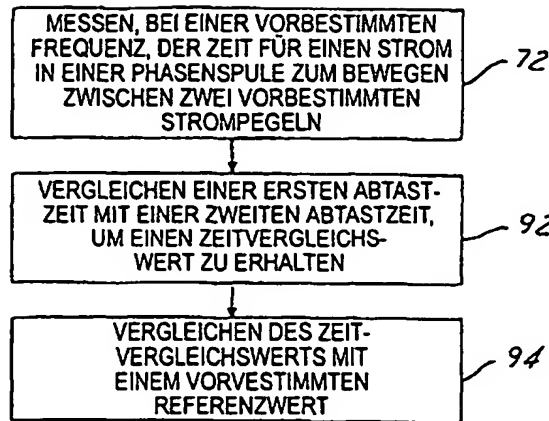 MESSEN, BEI EINER VORBESTIMMTEN
FREQUENZ, DER ZEIT FÜR EINEN STROM
IN EINER PHASENSPULE ZUM BEWEGEN
ZWISCHEN ZWEI VORBESTIMMTEN
STROMPEGELN
72
VERGLEICHEN EINER ERSTEN ABTAST-
ZEIT MIT EINER ZWEITEN ABTASTZEIT,
UM EINEN ZEITVERGLEICHS-
WERT ZU ERHALTEN
92
VERGLEICHEN DES ZEIT-
VERGLEICHSWERTS MIT
EINEM VORVESTIMMTEN
REFERENZWERT
94